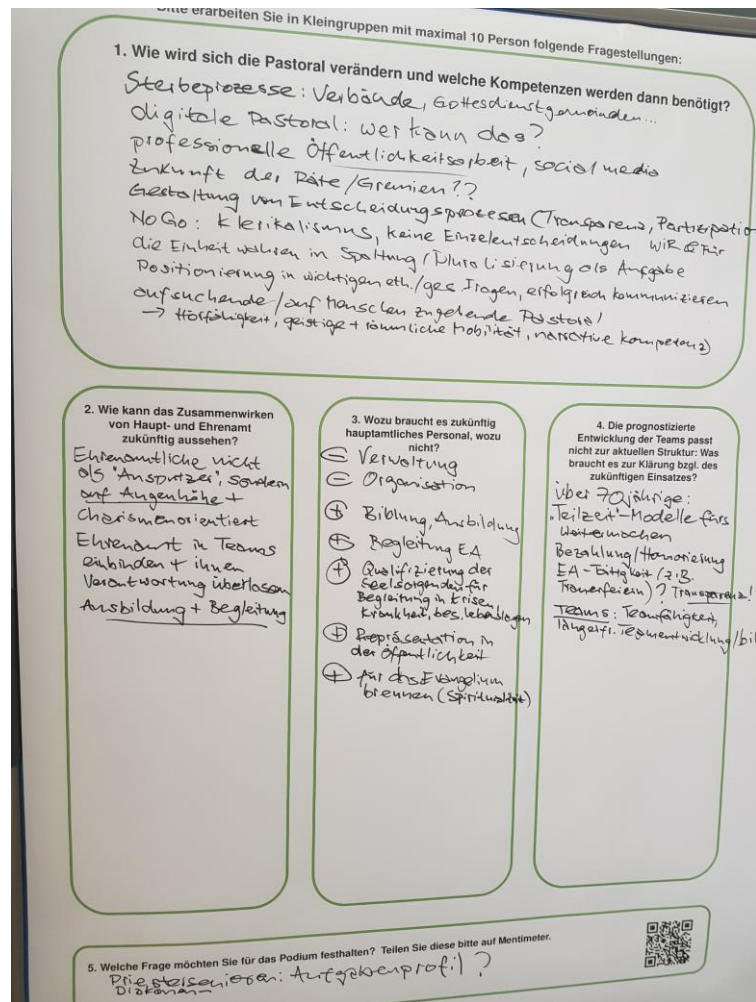 Bitte erarbeiten Sie in Kleingruppen mit maximal 10 Person folgende Fragestellungen:
1. Wie wird sich die Pastoral verändern und welche Kompetenzen werden dann benötigt?
Sterbeprozesse: Verbände, Gottesdienstgemeinden...
digitale Pastoral: wer kann das?
professionelle Öffentlichkeitsarbeit, social media
Zukunft der Räte/Gremien??
Gestaltung von Entscheidungsprozessen (Transparenz, Partizipatio
NoGo: Klerikalismus, keine Einzelentscheidungen WIR & Für
die Einheit wahren in Spaltung/Pluralisierung als Aufgabe
Positionierung in wichtigen eth./ges Fragen, erfolgreich kommunizieren
aufsuchende/auf Menschen zugehende Pastoral
→ Hörfähigkeit, geistige + räumliche Mobilität, narrative Kompetenz)
2. Wie kann das Zusammenwirken
von Haupt- und Ehrenamt
zukünftig aussehen?
Ehrenamtliche nicht
als "Ausputzer", sondern
auf Augenhöhe +
charismenorientiert
Ehrenamt in Teams
einbinden + ihnen
Verantwortung überlassen
Ausbildung + Begleitung
3. Wozu braucht es zukünftig
hauptamtliches Personal, wozu
nicht?
⊖ Verwaltung
⊖ Organisation
⊕ Bildung, Ausbildung
⊕ Begleitung EA
⊕ Qualifizierung der
Seelsorgenden für
Begleitung in Krisen
Krankheit, bes. Lebenslagen
⊕ Repräsentation in
der Öffentlichkeit
⊕ für das Evangelium
brennen (Spiritualität)
4. Die prognostizierte
Entwicklung der Teams passt
nicht zur aktuellen Struktur: Was
braucht es zur Klärung bzgl. des
zukünftigen Einsatzes?
über 70jährige:
"Teilzeit"-Modelle fürs
Weitermachen
Bezahlung/Honorierung
EA-Tätigkeit (z.B.
Trauerfeiern)? Transparenz!
Teams: Teamfähigkeit,
längerfr. Teamentwicklung/bil
5. Welche Frage möchten Sie für das Podium festhalten? Teilen Sie diese bitte auf Mentimeter.
Priestersenioren: Aufgabenprofil?
Diakonen